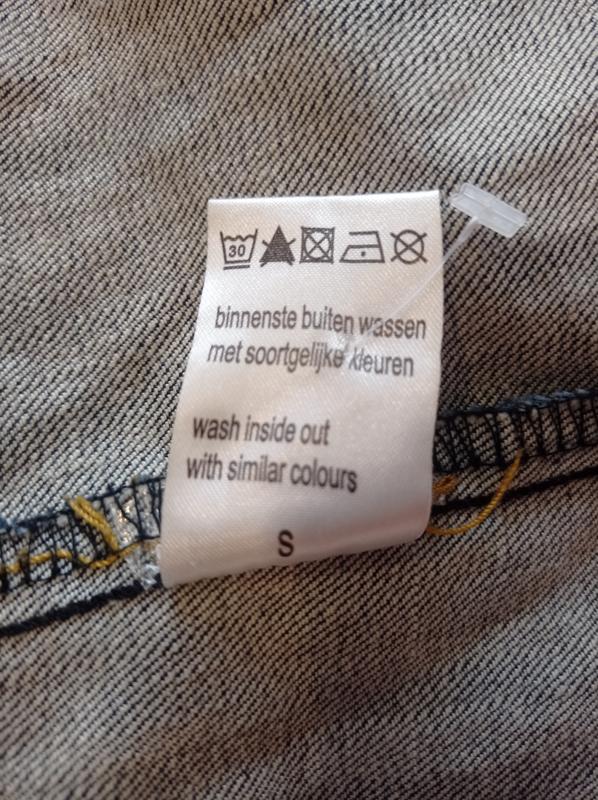 30
binnenste buiten wassen
met soortgelijke kleuren
wash inside out
with similar colours
S